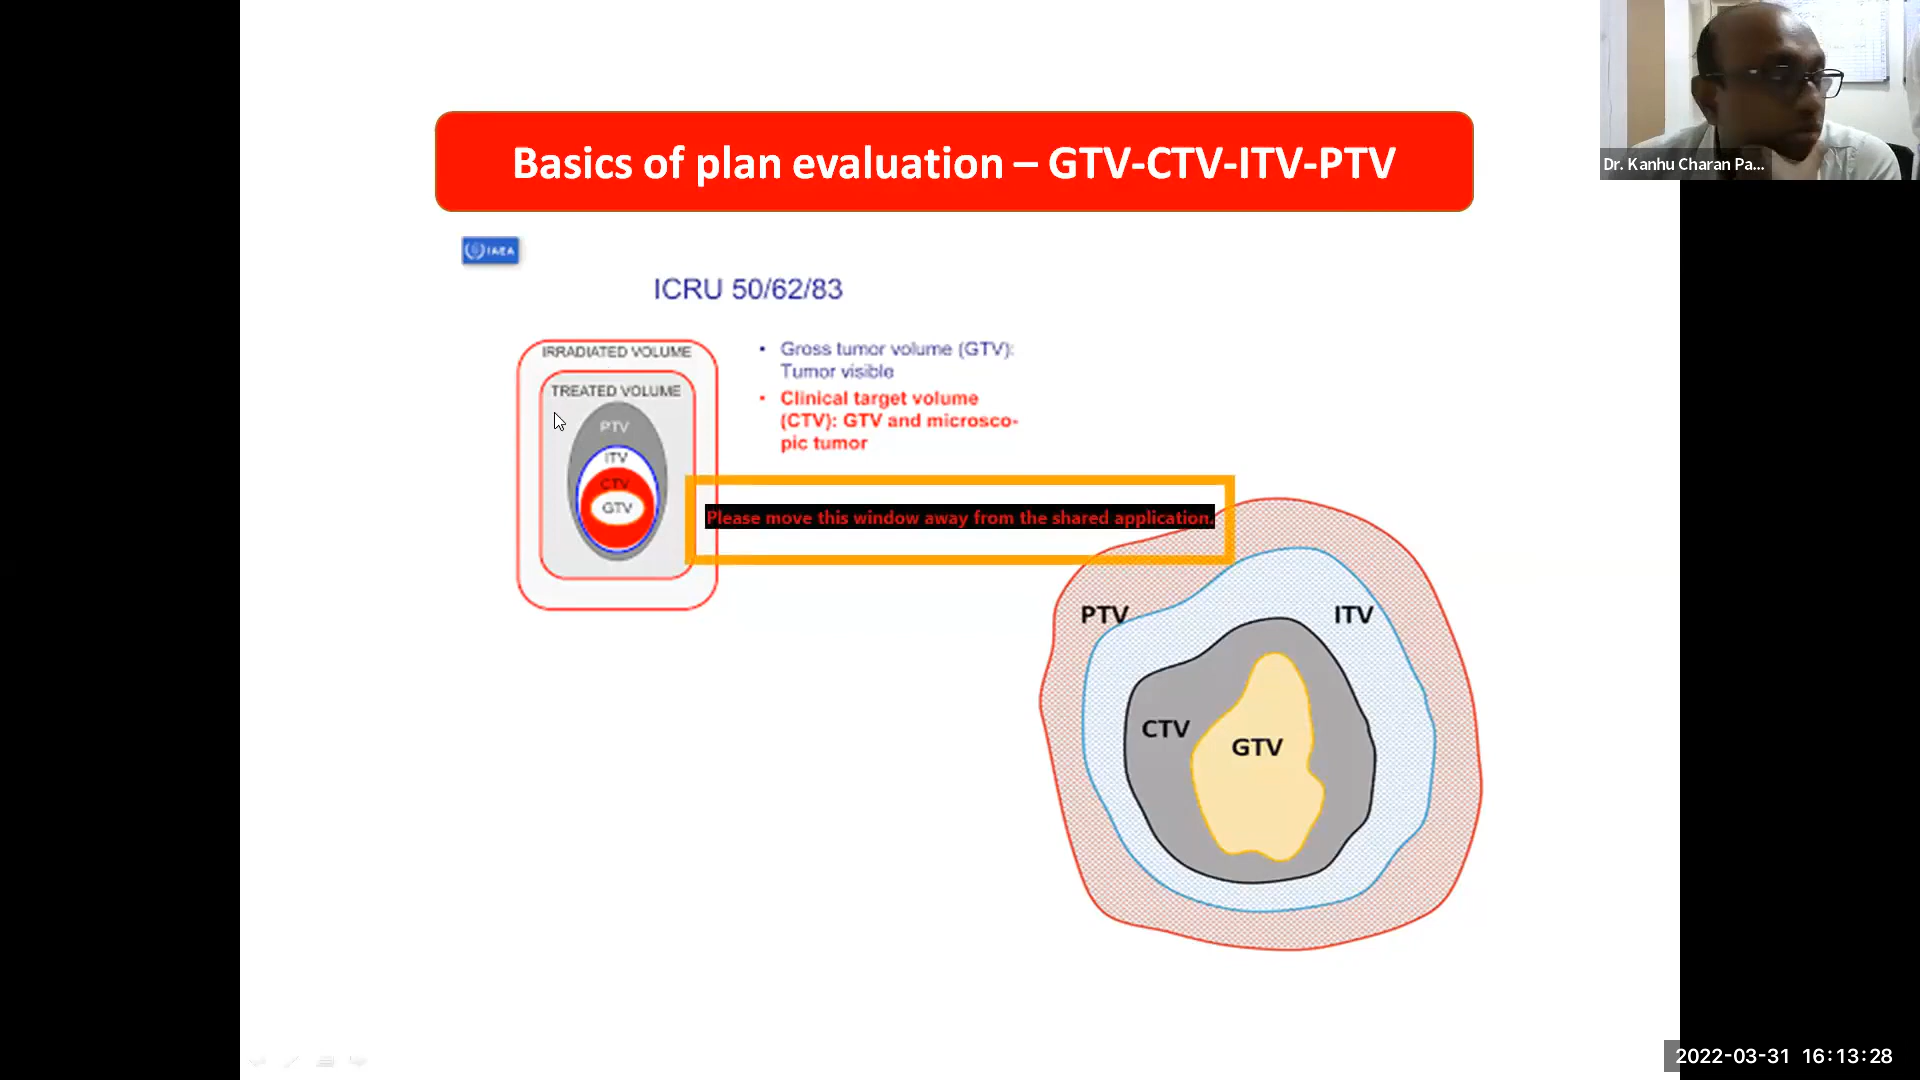 Basics of plan evaluation – GTV-CTV-ITV-PTV
Dr. Kanhu Charan Pa...
IAEA
ICRU 50/62/83
IRRADIATED VOLUME
TREATED VOLUME
PTV
ITV
CTV
GTV
• Gross tumor volume (GTV):
Tumor visible
• Clinical target volume
(CTV): GTV and microsco-
pic tumor
Please move this window away from the shared application.
PTV
ITV
CTV
GTV
2022-03-31 16:13:28